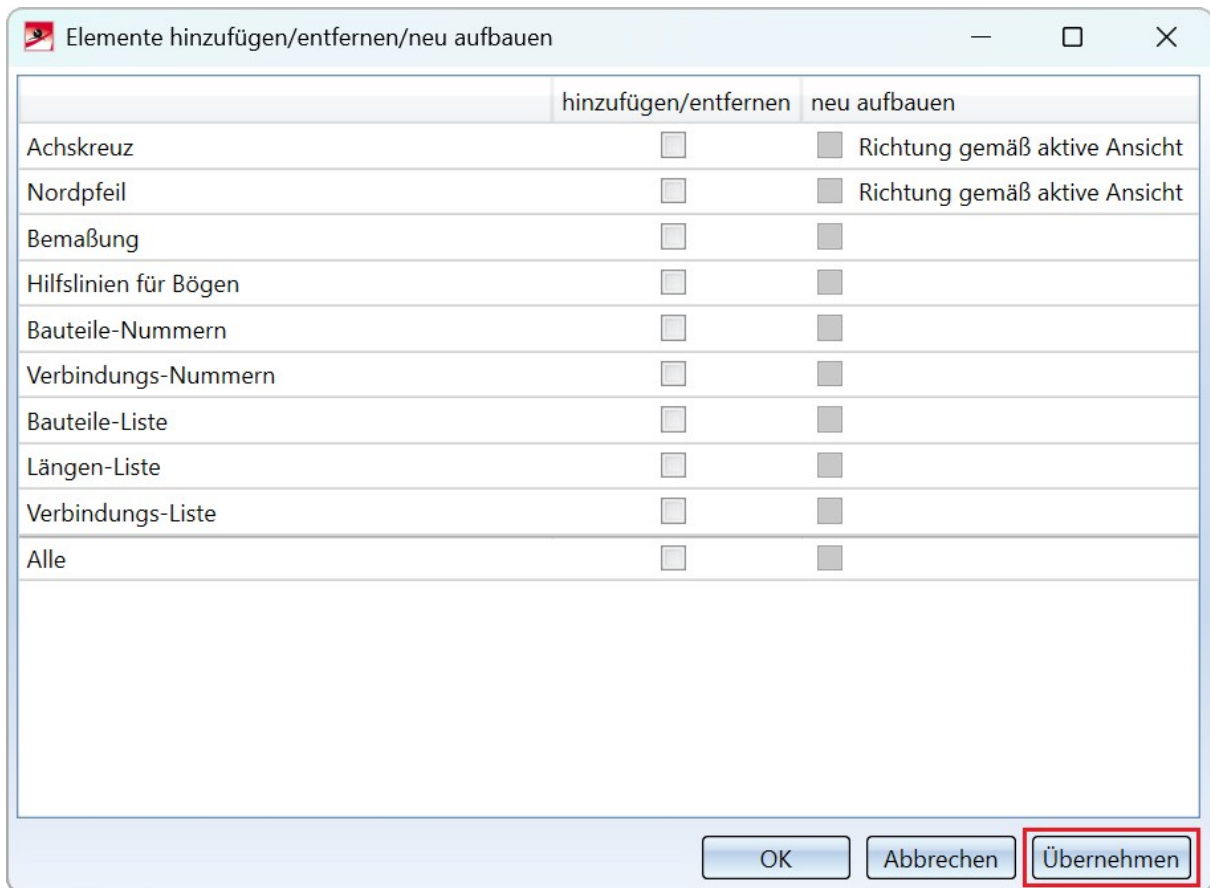 Elemente hinzufügen/entfernen/neu aufbauen
hinzufügen/entfernen neu aufbauen
Achskreuz Richtung gemäß aktive Ansicht
Nordpfeil Richtung gemäß aktive Ansicht
Bemaßung
Hilfslinien für Bögen
Bauteile-Nummern
Verbindungs-Nummern
Bauteile-Liste
Längen-Liste
Verbindungs-Liste
Alle
OK Abbrechen Übernehmen